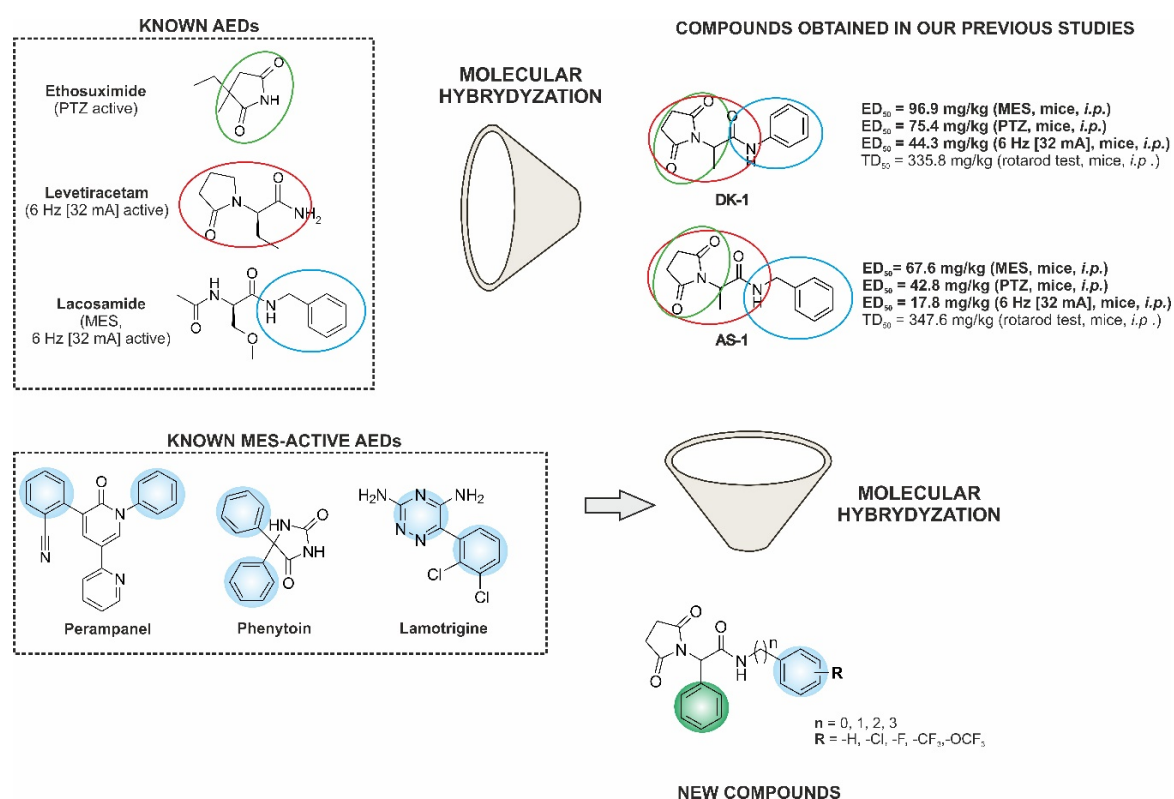 KNOWN AEDs
Ethosuximide
(PTZ active)
O
NH
O
Levetiracetam
(6 Hz [32 mA] active)
O
N
NH2
O
Lacosamide
(MES,
6 Hz [32 mA] active)
H
N
O
O
N
H
O
MOLECULAR
HYBRYDYZATION
COMPOUNDS OBTAINED IN OUR PREVIOUS STUDIES
O
O
N
N
H
O
DK-1
ED50 = 96.9 mg/kg (MES, mice, i.p.)
ED50 = 75.4 mg/kg (PTZ, mice, i.p.)
ED50 = 44.3 mg/kg (6 Hz [32 mA], mice, i.p.)
TD50 = 335.8 mg/kg (rotarod test, mice, i.p .)
O
O
N
N
H
O
AS-1
ED50= 67.6 mg/kg (MES, mice, i.p.)
ED50 = 42.8 mg/kg (PTZ, mice, i.p.)
ED50 = 17.8 mg/kg (6 Hz [32 mA], mice, i.p.)
TD50 = 347.6 mg/kg (rotarod test, mice, i.p .)
KNOWN MES-ACTIVE AEDs
O
N
N
N
Perampanel
HN
O
NH
O
Phenytoin
H2N
N
NH2
N
N
Cl
Cl
Lamotrigine
MOLECULAR
HYBRYDYZATION
O
O
N
N
H
O
( )n
R
n = 0, 1, 2, 3
R = -H, -Cl, -F, -CF3,-OCF3
NEW COMPOUNDS